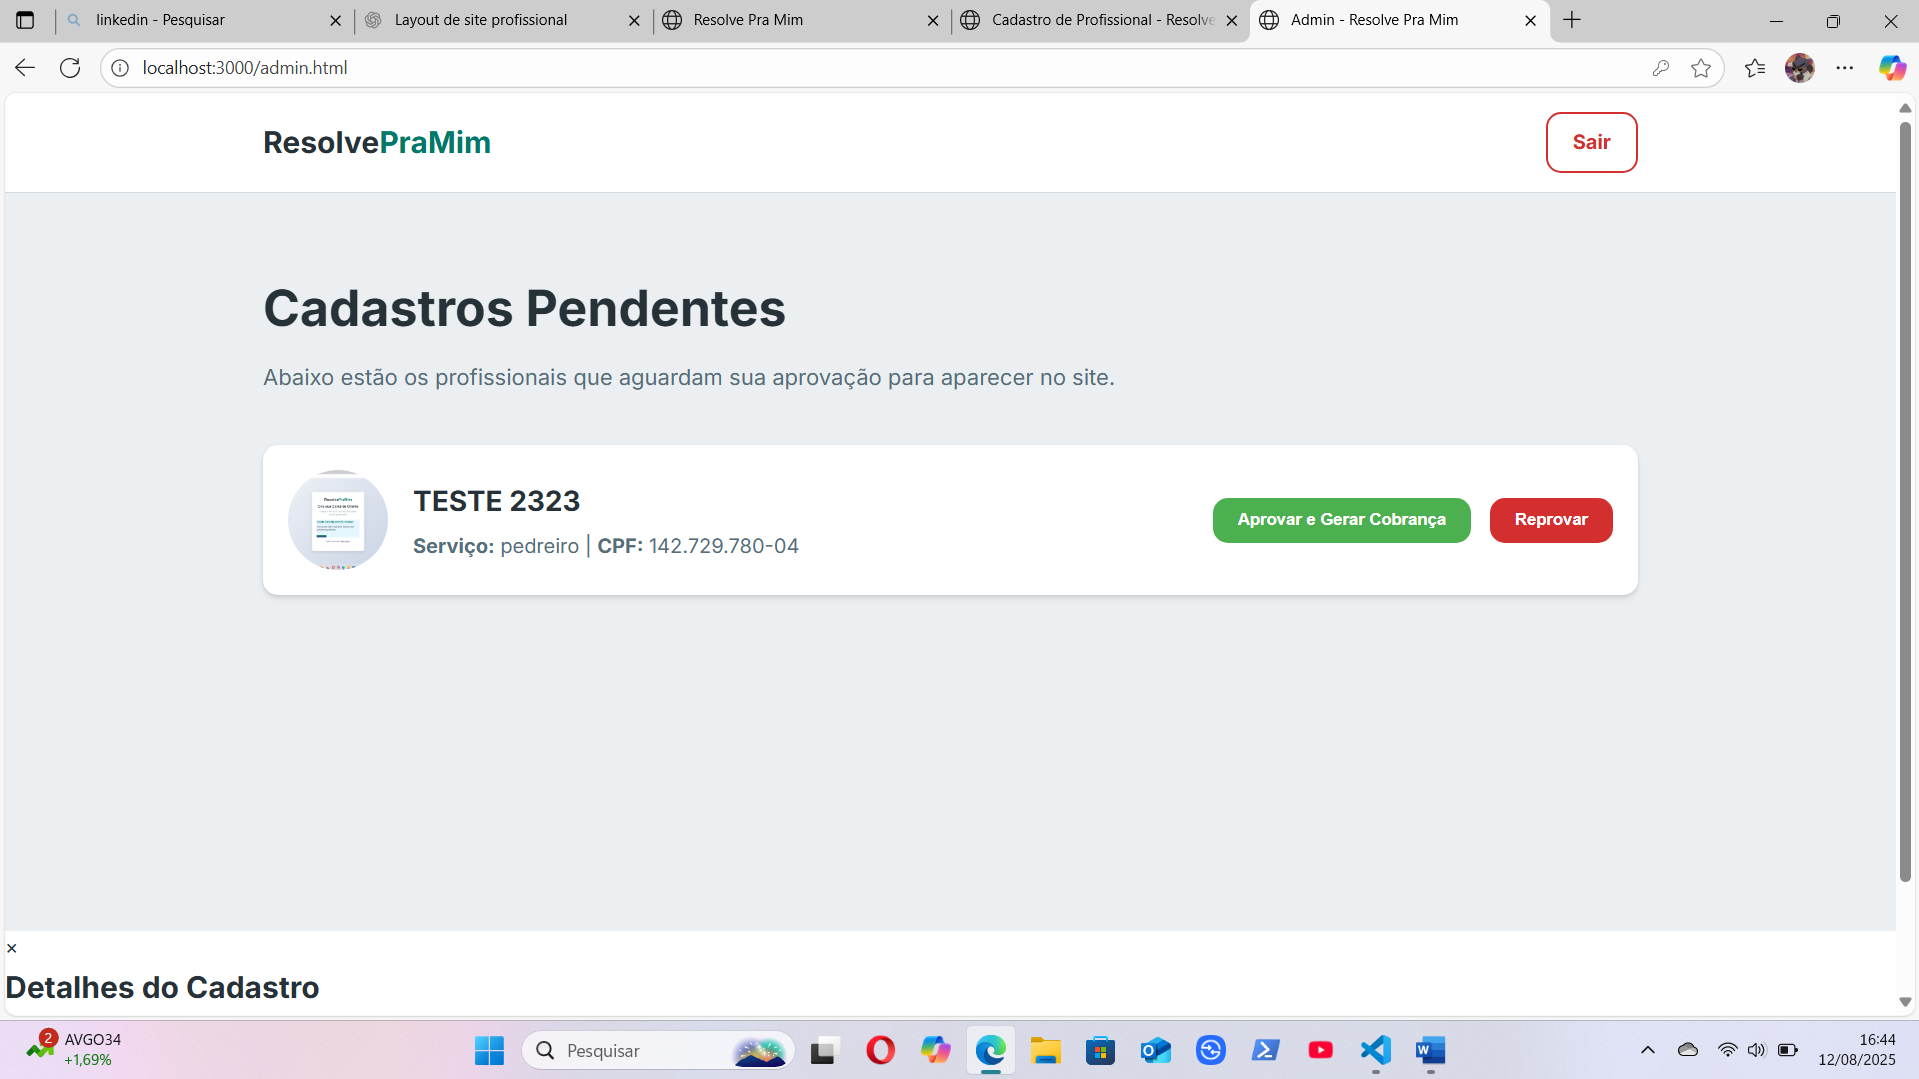 linkedin - Pesquisar
Layout de site profissional
Resolve Pra Mim
Cadastro de Profissional - Resolve
Admin - Resolve Pra Mim
localhost:3000/admin.html
ResolvePraMim
Sair
Cadastros Pendentes
Abaixo estão os profissionais que aguardam sua aprovação para aparecer no site.
TESTE 2323
Serviço: pedreiro | CPF: 142.729.780-04
Aprovar e Gerar Cobrança
Reprovar
×
Detalhes do Cadastro
2
AVGO34
+1,69%
Pesquisar
16:44
12/08/2025